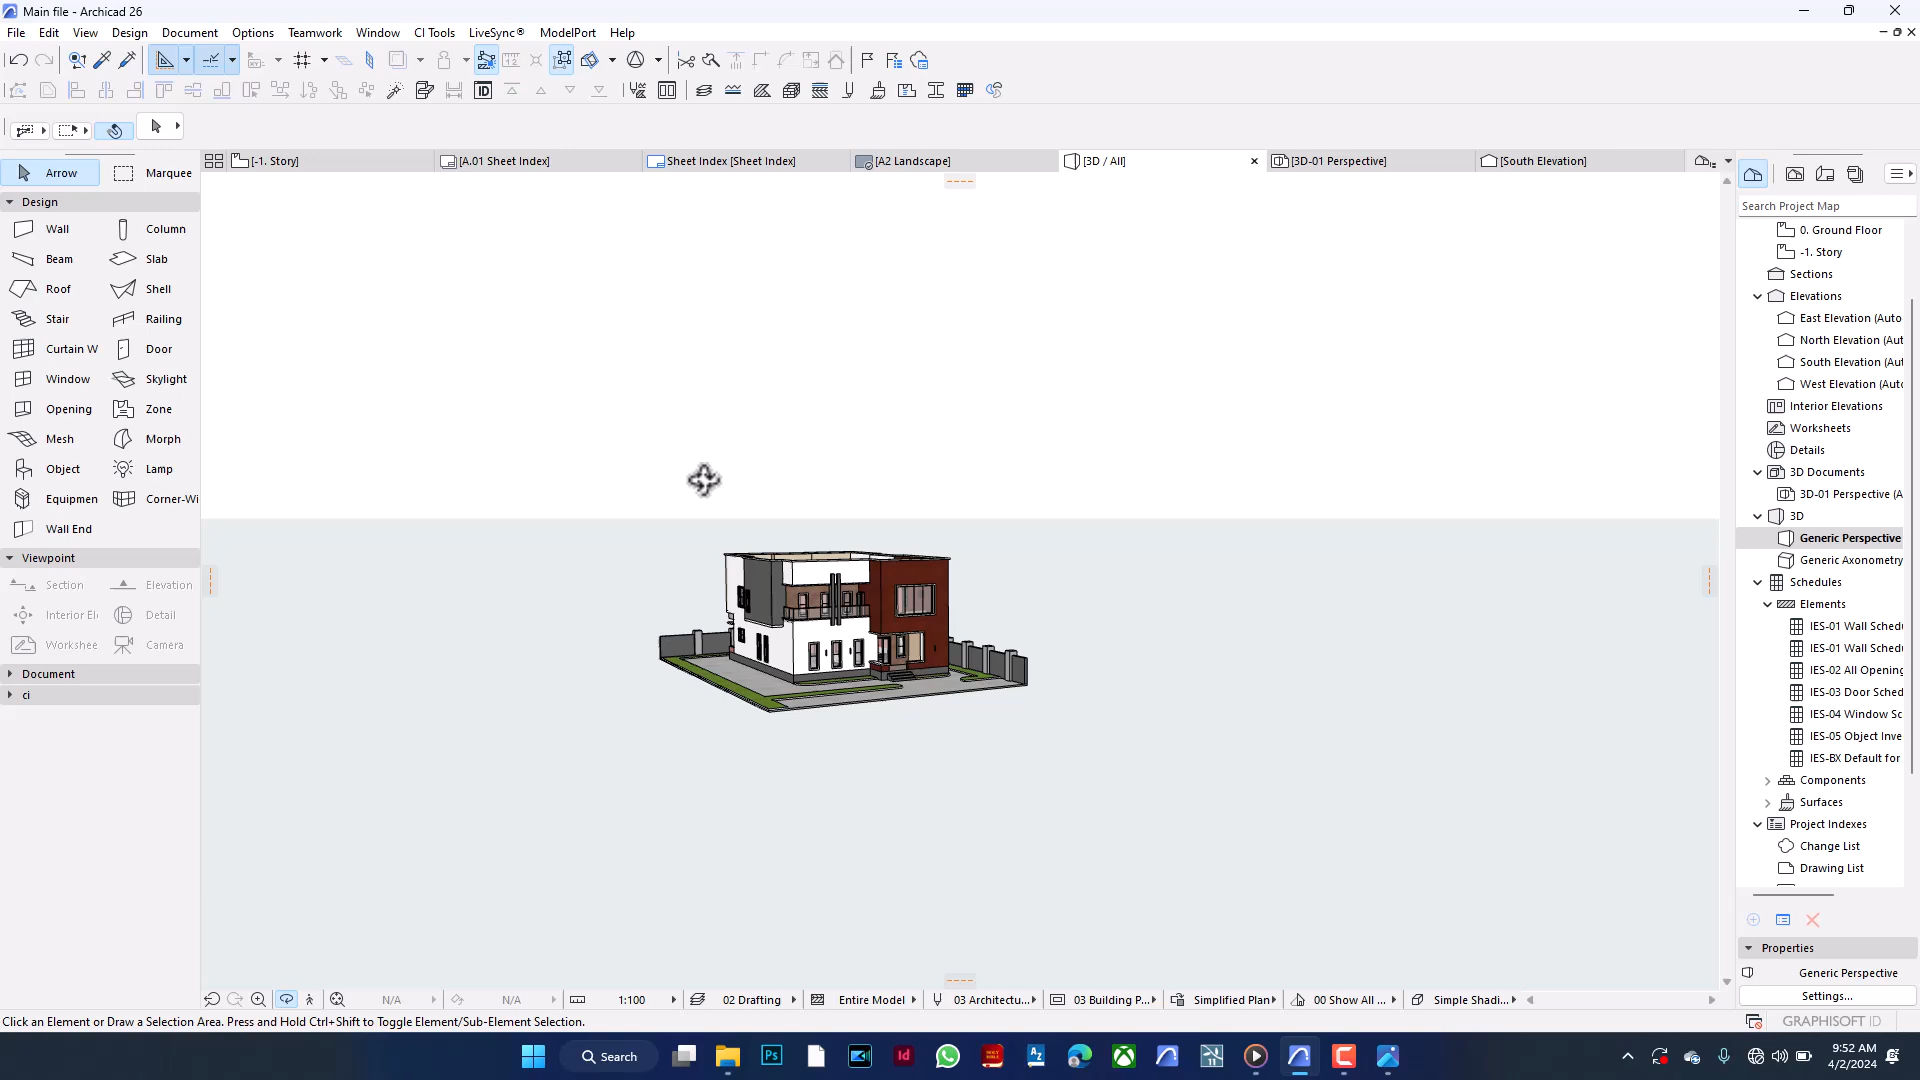 Main file - Archicad 26
File Edit View Design Document Options Teamwork Window CI Tools LiveSync® ModelPort Help
[-1. Story] [A.01 Sheet Index] Sheet Index [Sheet Index] [A2 Landscape] [3D / All] [3D-01 Perspective] [South Elevation]
Arrow Marquee
Design
Wall Column
Beam Slab
Roof Shell
Stair Railing
Curtain W Door
Window Skylight
Opening Zone
Mesh Morph
Object Lamp
Equipmen Corner-Wi
Wall End
Viewpoint
Section Elevation
Interior Ele Detail
Workshee Camera
Document
ci
Search Project Map
0. Ground Floor
-1. Story
Sections
Elevations
East Elevation (Auto
North Elevation (Aut
South Elevation (Aut
West Elevation (Auto
Interior Elevations
Worksheets
Details
3D Documents
3D-01 Perspective (A
3D
Generic Perspective
Generic Axonometry
Schedules
Elements
IES-01 Wall Sched
IES-01 Wall Sched
IES-02 All Opening
IES-03 Door Sched
IES-04 Window Sc
IES-05 Object Inve
IES-BX Default for
Components
Surfaces
Project Indexes
Change List
Drawing List
Properties
Generic Perspective
Settings...
N/A N/A 1:100 02 Drafting Entire Model 03 Architectu... 03 Building P... Simplified Plan 00 Show All ... Simple Shadi...
Click an Element or Draw a Selection Area. Press and Hold Ctrl+Shift to Toggle Element/Sub-Element Selection.
GRAPHISOFT ID
Search
9:52 AM
4/2/2024